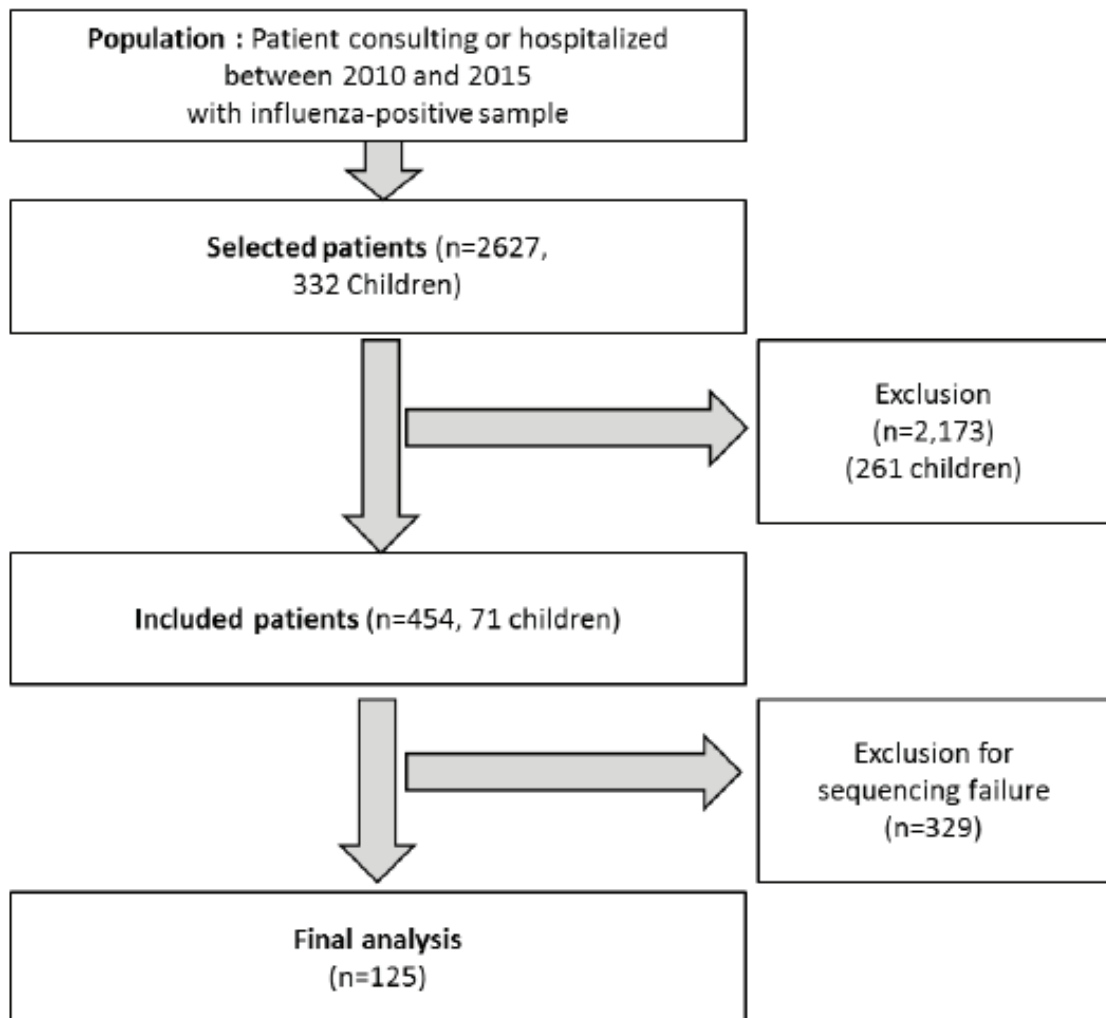 Population : Patient consulting or hospitalized
between 2010 and 2015
with influenza-positive sample
Selected patients (n=2627,
332 Children)
Exclusion
(n=2,173)
(261 children)
Included patients (n=454, 71 children)
Exclusion for
sequencing failure
(n=329)
Final analysis
(n=125)